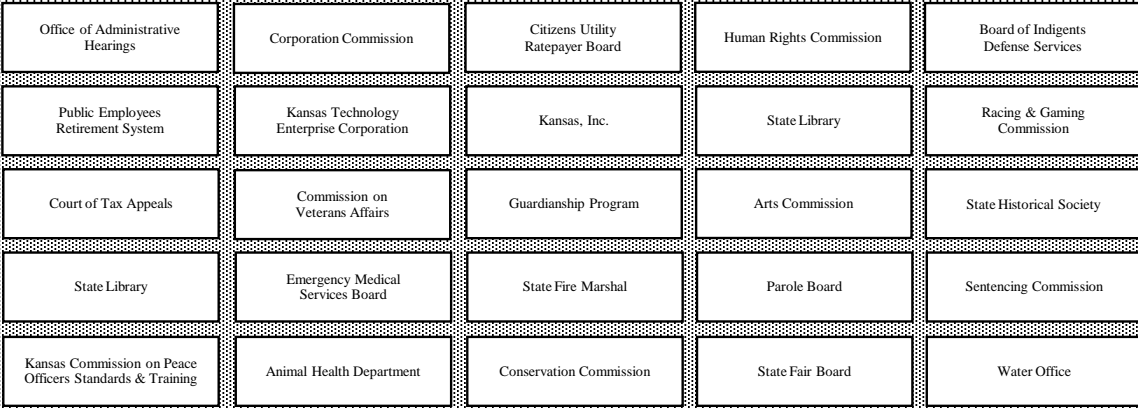 Office of Administrative
Hearings
Corporation Commission
Citizens Utility
Ratepayer Board
Human Rights Commission
Board of Indigents
Defense Services
Public Employees
Retirement System
Kansas Technology
Enterprise Corporation
Kansas, Inc.
State Library
Racing & Gaming
Commission
Court of Tax Appeals
Commission on
Veterans Affairs
Guardianship Program
Arts Commission
State Historical Society
State Library
Emergency Medical
Services Board
State Fire Marshal
Parole Board
Sentencing Commission
Kansas Commission on Peace
Officers Standards & Training
Animal Health Department
Conservation Commission
State Fair Board
Water Office